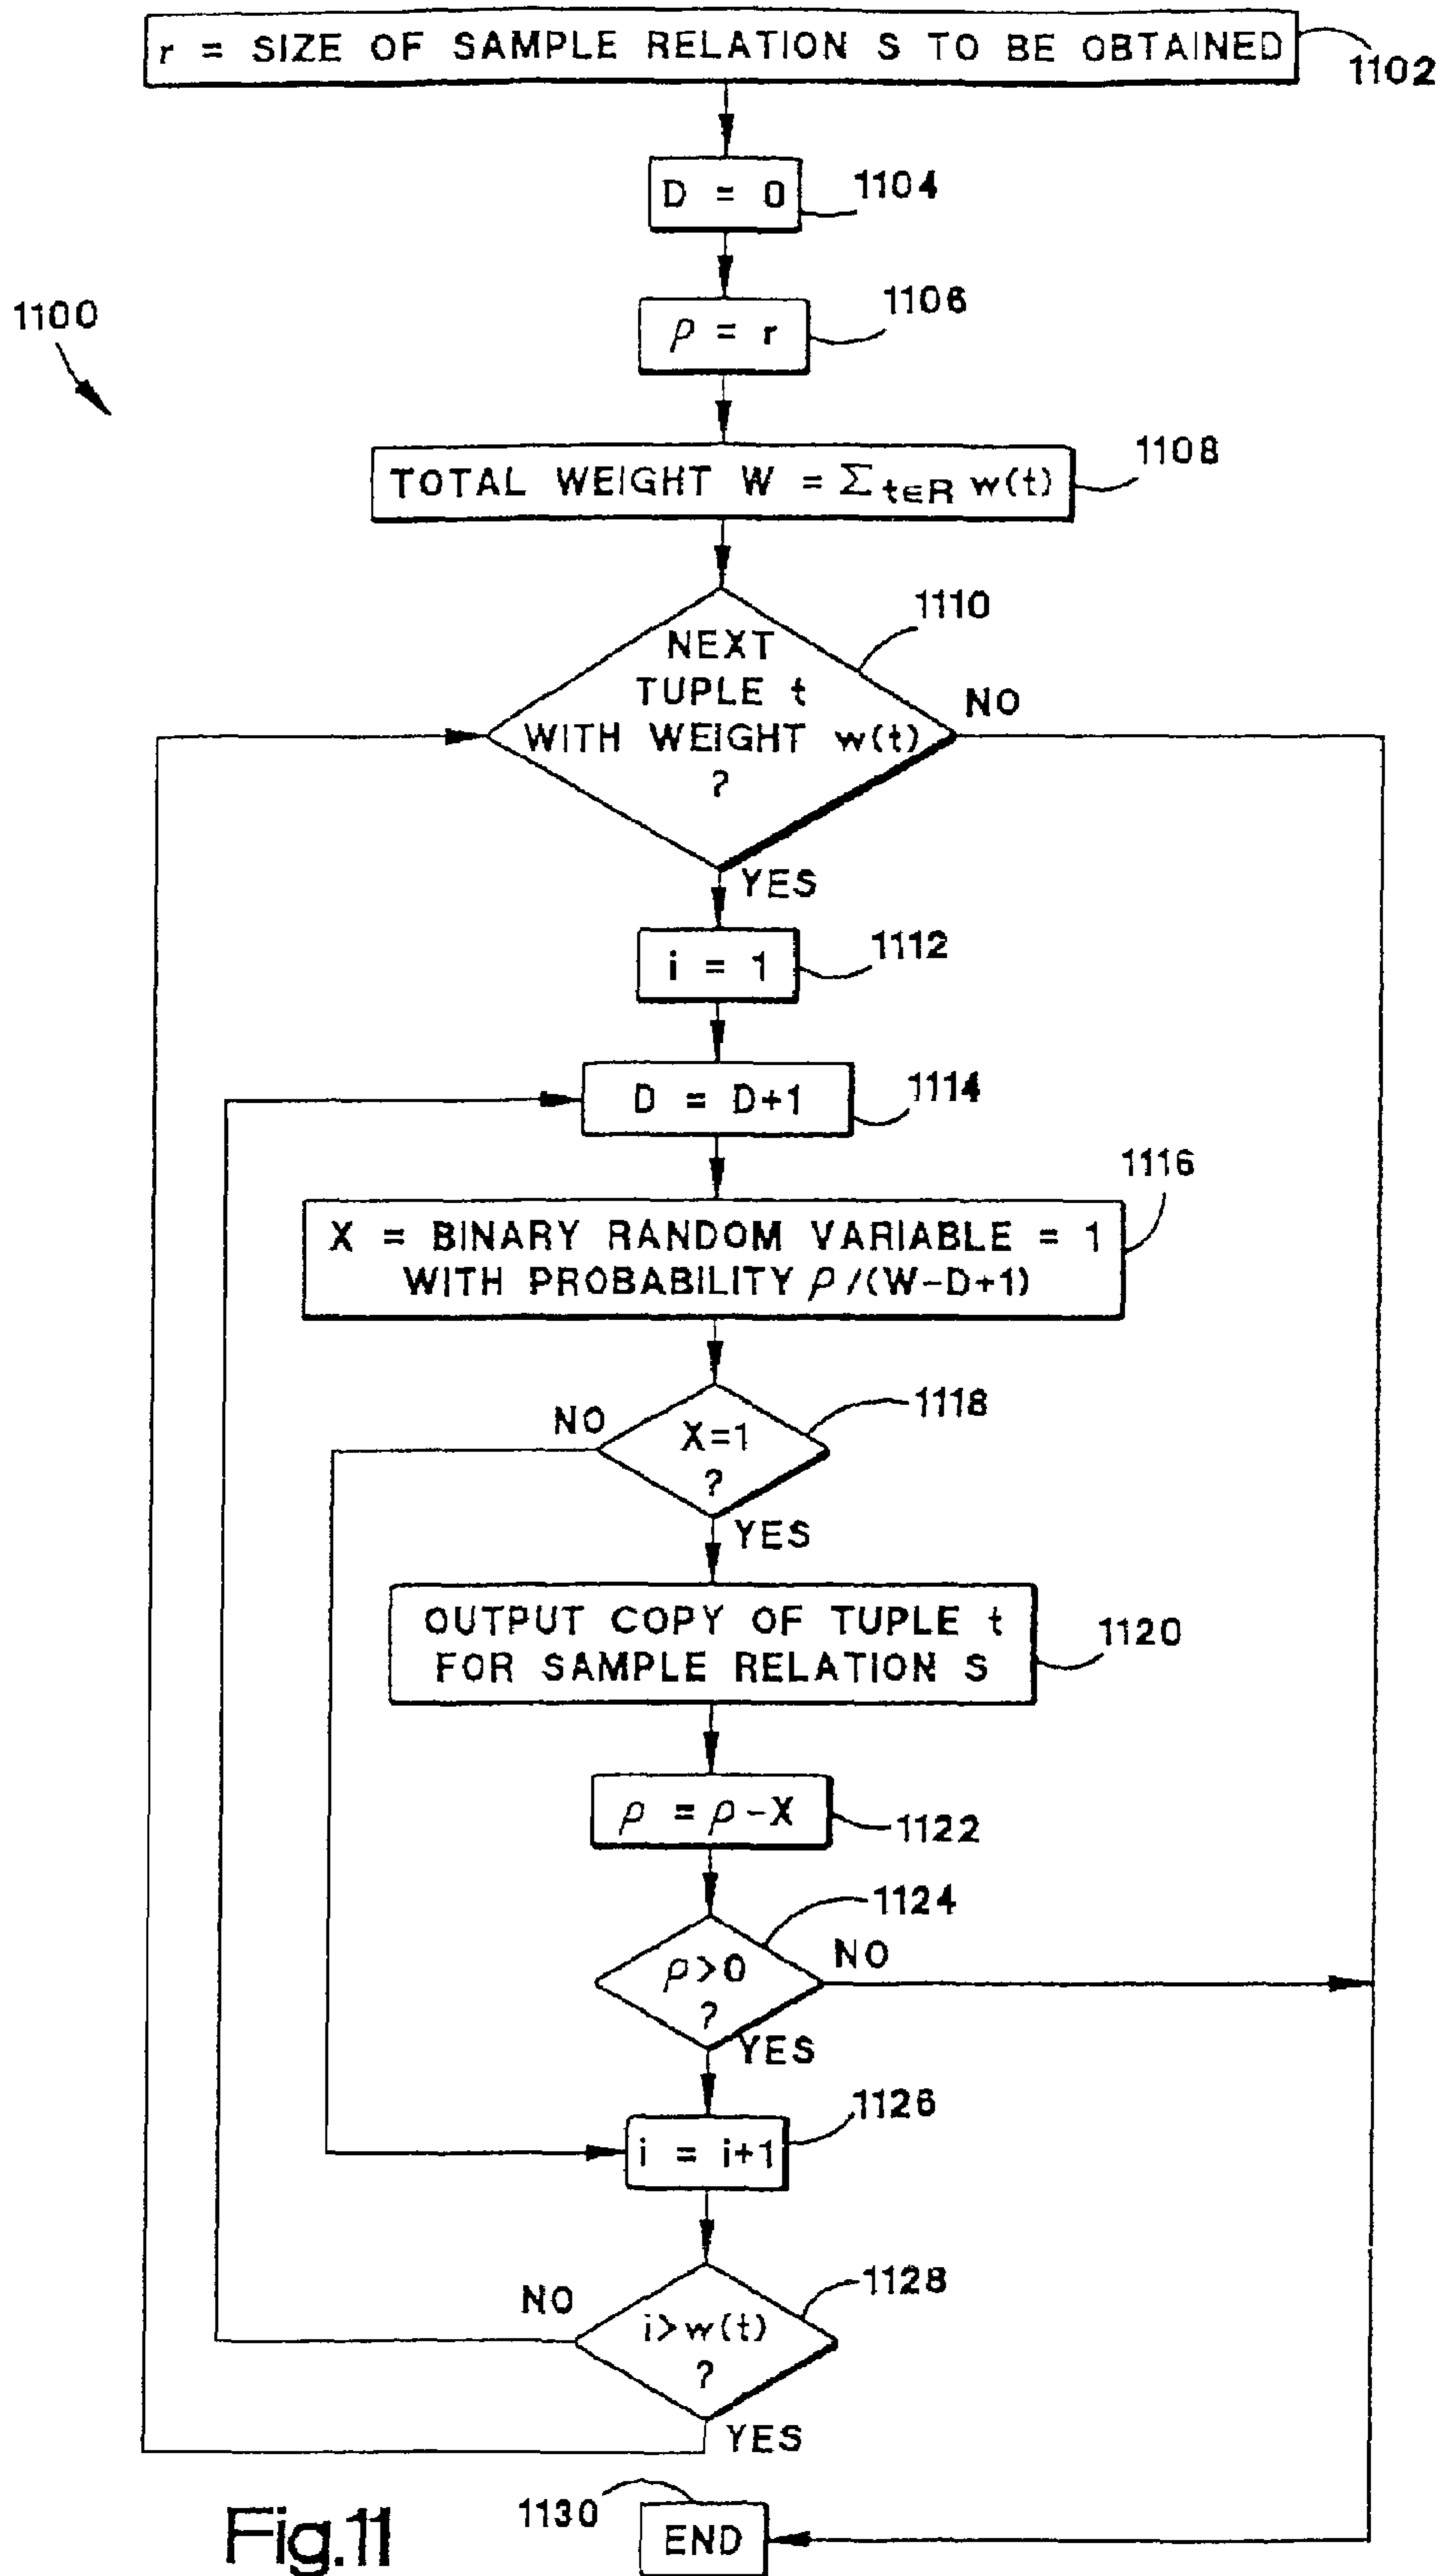 r = SIZE OF SAMPLE RELATION S TO BE OBTAINED
1102
D = 0
1104
1100
ρ = r
1106
TOTAL WEIGHT W = Σ t∈R w(t)
1108
NEXT
TUPLE t
WITH WEIGHT w(t)
?
1110
NO
YES
i = 1
1112
D = D+1
1114
X = BINARY RANDOM VARIABLE = 1
WITH PROBABILITY ρ/(W-D+1)
1116
X=1
?
1118
NO
YES
OUTPUT COPY OF TUPLE t
FOR SAMPLE RELATION S
1120
ρ = ρ-X
1122
ρ>0
?
1124
NO
YES
i = i+1
1126
i>w(t)
?
1128
NO
YES
1130
END
Fig.11